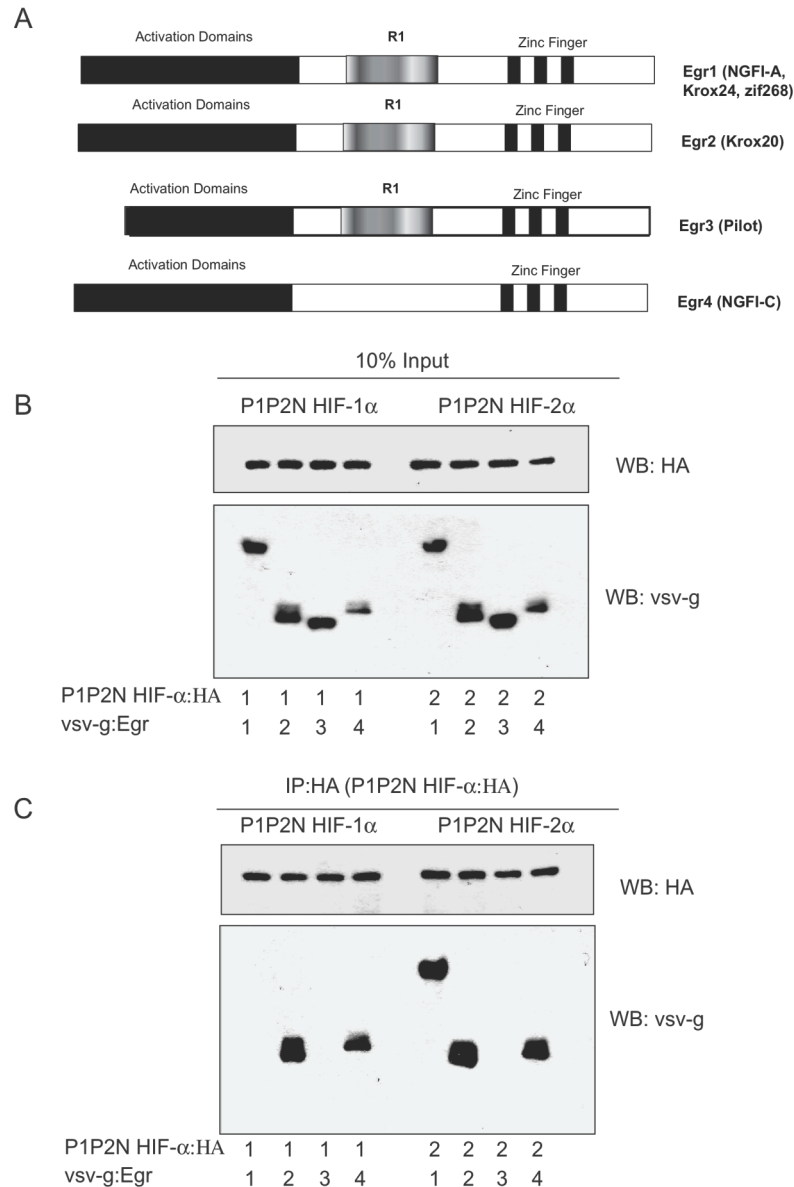 A
Activation Domains R1 Zinc Finger
Egr1 (NGFI-A,
Krox24, zif268)
Activation Domains R1 Zinc Finger
Egr2 (Krox20)
Activation Domains R1 Zinc Finger
Egr3 (Pilot)
Activation Domains Zinc Finger
Egr4 (NGFI-C)
10% Input
B
P1P2N HIF-1α P1P2N HIF-2α
WB: HA
WB: vsv-g
P1P2N HIF-α:HA 1 1 1 1 2 2 2 2
vsv-g:Egr 1 2 3 4 1 2 3 4
IP:HA (P1P2N HIF-α:HA)
C
P1P2N HIF-1α P1P2N HIF-2α
WB: HA
WB: vsv-g
P1P2N HIF-α:HA 1 1 1 1 2 2 2 2
vsv-g:Egr 1 2 3 4 1 2 3 4